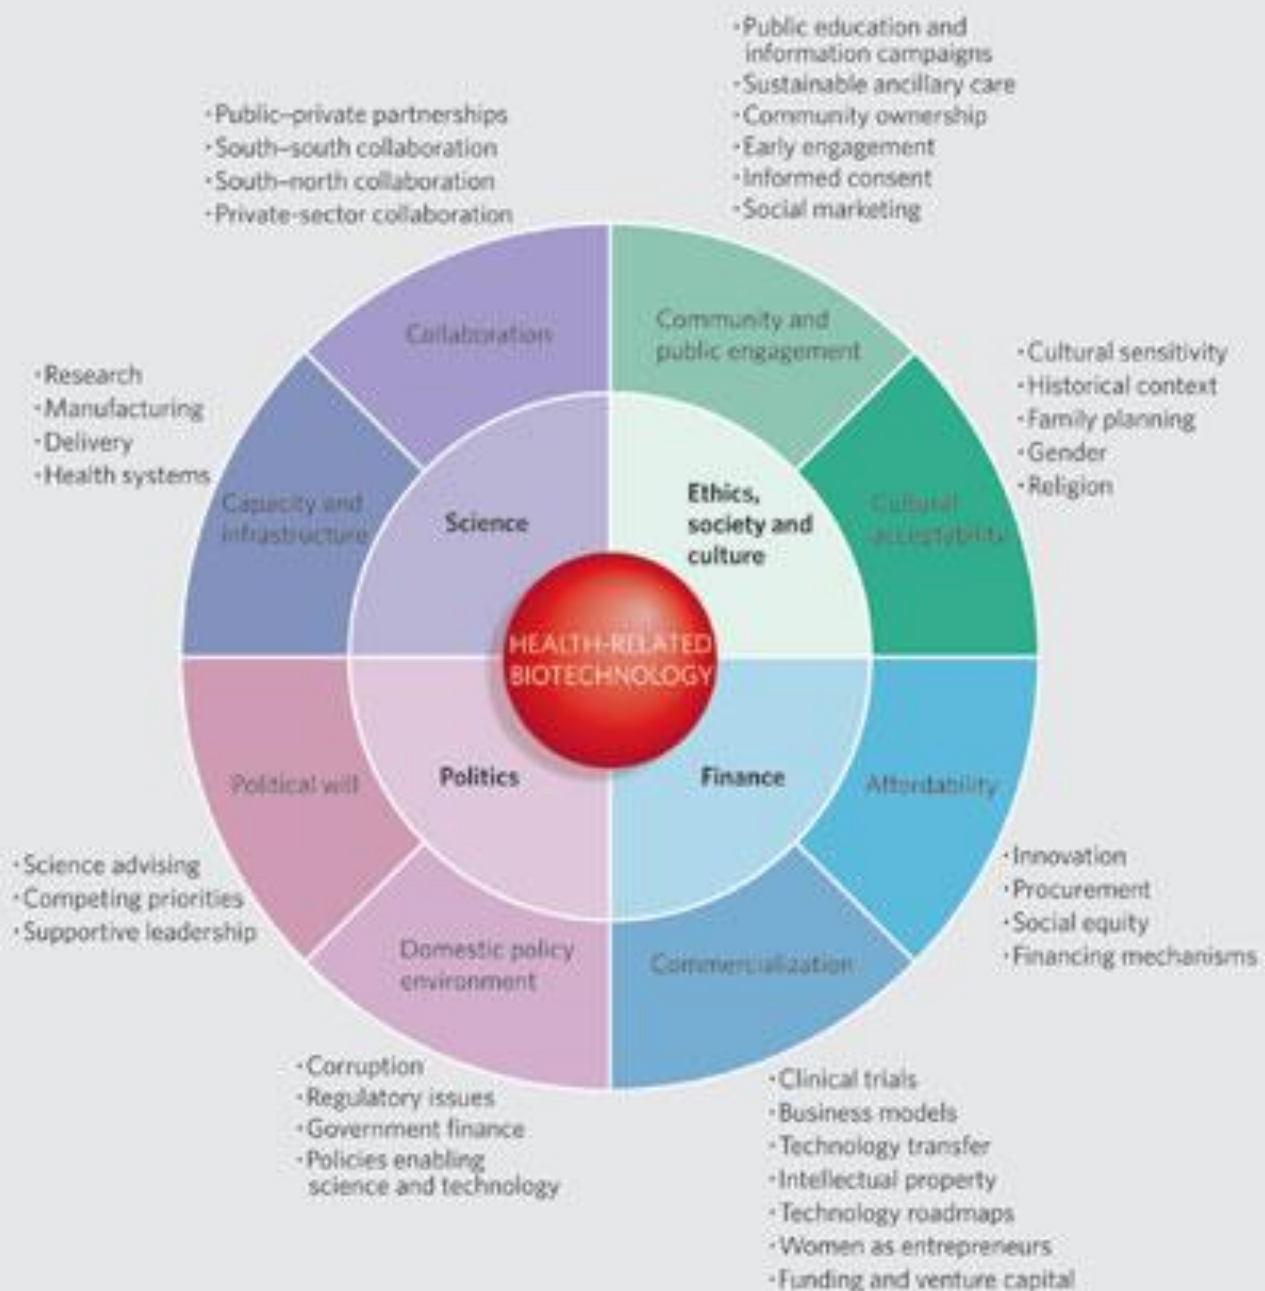 ·Public education and
information campaigns
·Sustainable ancillary care
·Community ownership
·Early engagement
·Informed consent
·Social marketing
·Public–private partnerships
·South–south collaboration
·South–north collaboration
·Private-sector collaboration
Collaboration
Community and
public engagement
·Research
·Manufacturing
·Delivery
·Health systems
·Cultural sensitivity
·Historical context
·Family planning
·Gender
·Religion
Capacity and
infrastructure
Science
Ethics,
society and
culture
Cultural
acceptability
HEALTH-RELATED
BIOTECHNOLOGY
Political will
Politics
Finance
Affordability
·Science advising
·Competing priorities
·Supportive leadership
·Innovation
·Procurement
·Social equity
·Financing mechanisms
Domestic policy
environment
Commercialization
·Corruption
·Regulatory issues
·Government finance
·Policies enabling
science and technology
·Clinical trials
·Business models
·Technology transfer
·Intellectual property
·Technology roadmaps
·Women as entrepreneurs
·Funding and venture capital